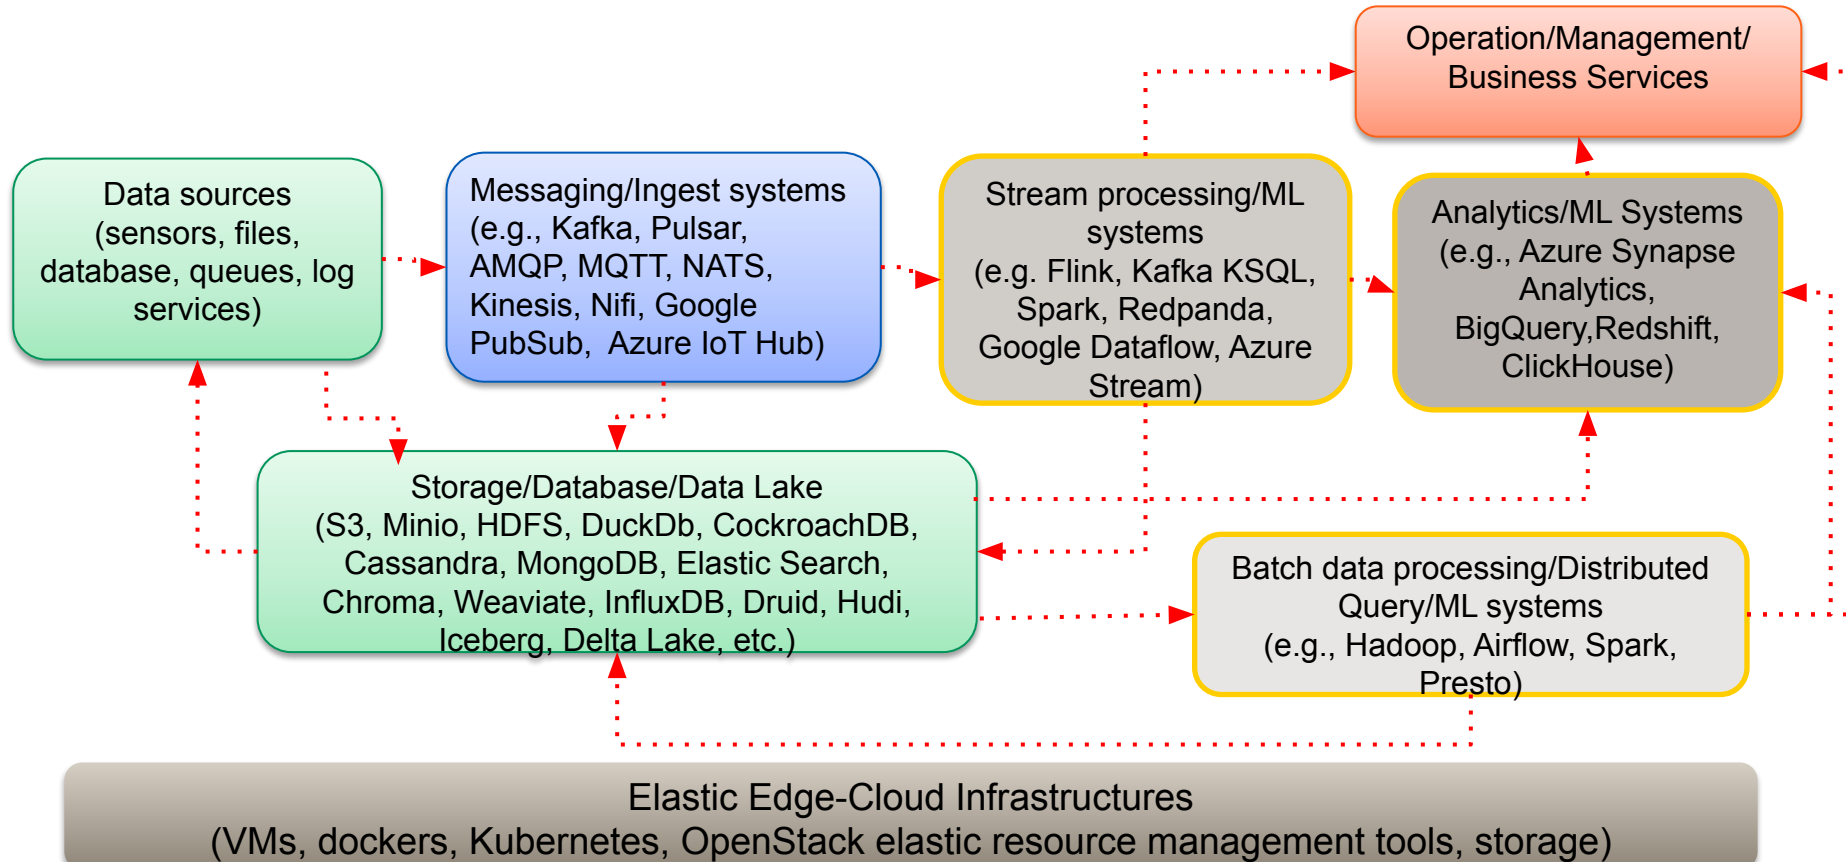 Operation/Management/
Business Services
Data sources
(sensors, files,
database, queues, log
services)
Messaging/Ingest systems
(e.g., Kafka, Pulsar,
AMQP, MQTT, NATS,
Kinesis, Nifi, Google
PubSub,  Azure IoT Hub)
Stream processing/ML
systems
(e.g. Flink, Kafka KSQL,
Spark, Redpanda,
Google Dataflow, Azure
Stream)
Analytics/ML Systems
(e.g., Azure Synapse
Analytics,
BigQuery,Redshift,
ClickHouse)
Storage/Database/Data Lake
(S3, Minio, HDFS, DuckDb, CockroachDB,
Cassandra, MongoDB, Elastic Search,
Chroma, Weaviate, InfluxDB, Druid, Hudi,
Iceberg, Delta Lake, etc.)
Batch data processing/Distributed
Query/ML systems
(e.g., Hadoop, Airflow, Spark,
Presto)
Elastic Edge-Cloud Infrastructures
(VMs, dockers, Kubernetes, OpenStack elastic resource management tools, storage)